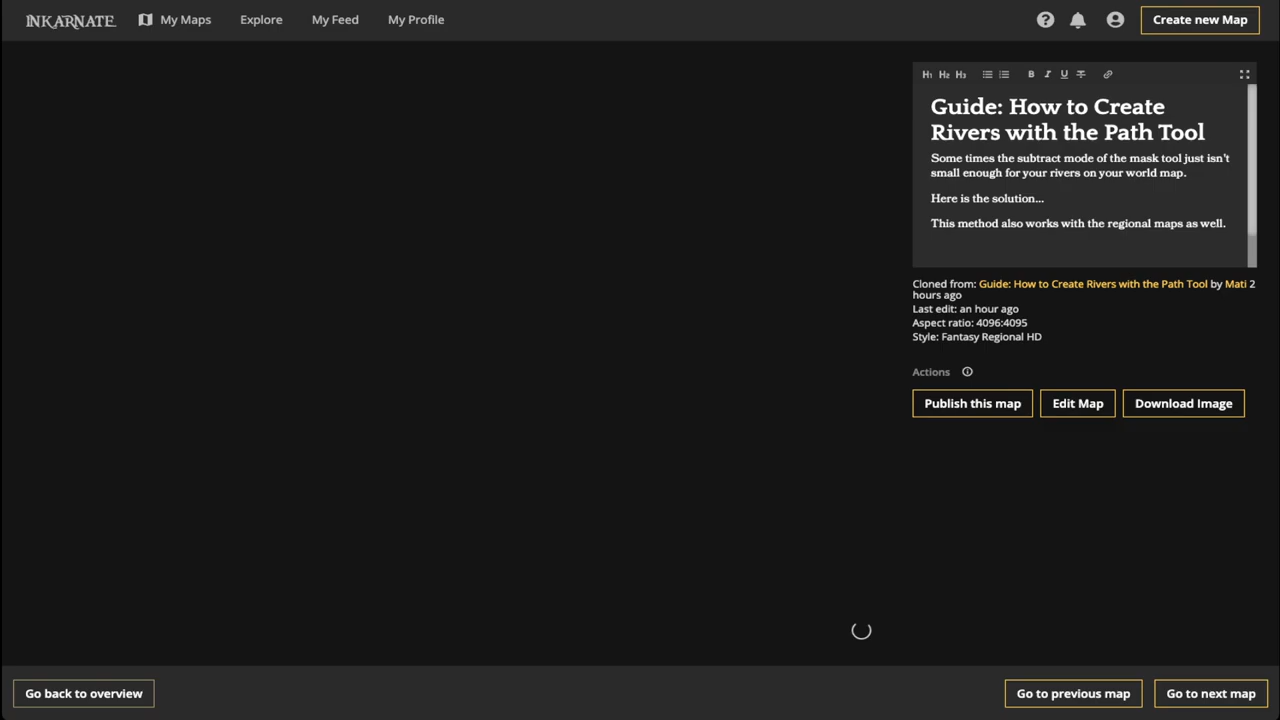 INKARNATE My Maps Explore My Feed My Profile Create new Map
H1 H2 H3 B I U T
Guide: How to Create
Rivers with the Path Tool
Some times the subtract mode of the mask tool just isn't
small enough for your rivers on your world map.
Here is the solution...
This method also works with the regional maps as well.
Cloned from: Guide: How to Create Rivers with the Path Tool by Mati 2
hours ago
Last edit: an hour ago
Aspect ratio: 4096:4095
Style: Fantasy Regional HD
Actions
Publish this map Edit Map Download Image
Go back to overview Go to previous map Go to next map